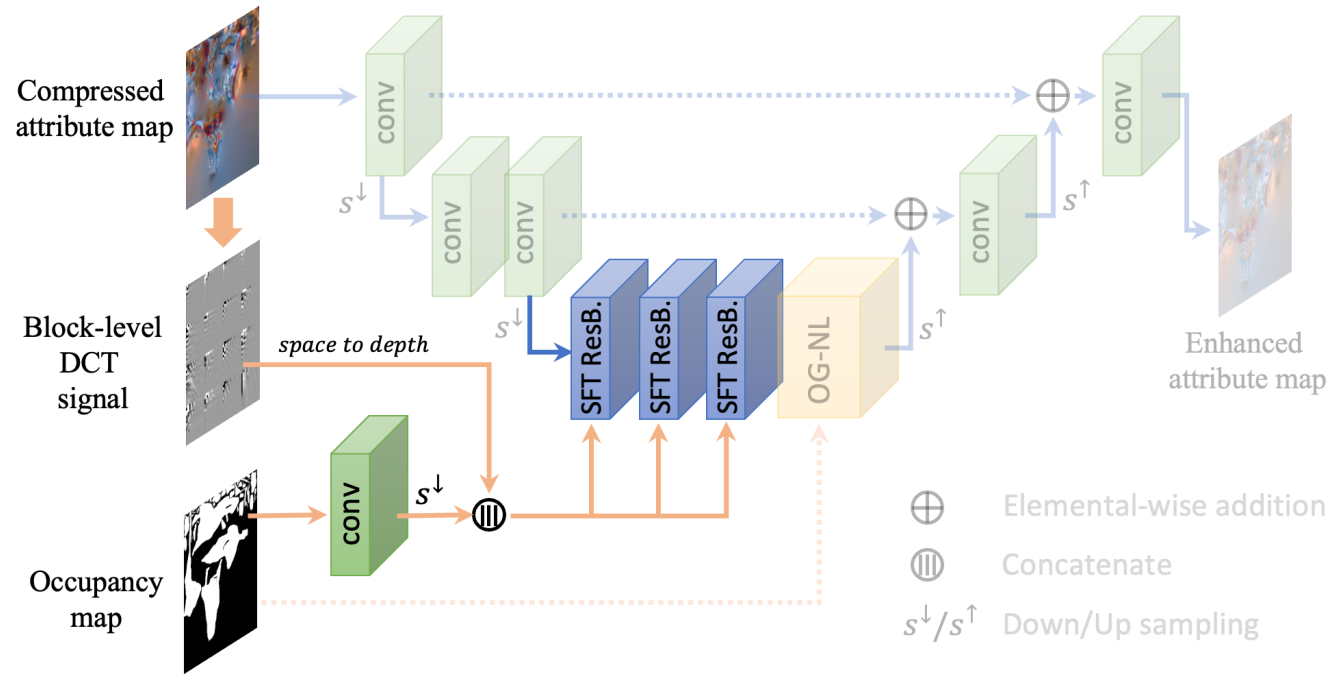 Compressed
attribute map
conv
s↓
conv
conv
s↓
conv
s↑
conv
s↑
Block-level
DCT
signal
space to depth
SFT ResB.
SFT ResB.
SFT ResB.
OG-NL
Enhanced
attribute map
conv
s↓
Occupancy
map
Elemental-wise addition
Concatenate
s↓/s↑ Down/Up sampling